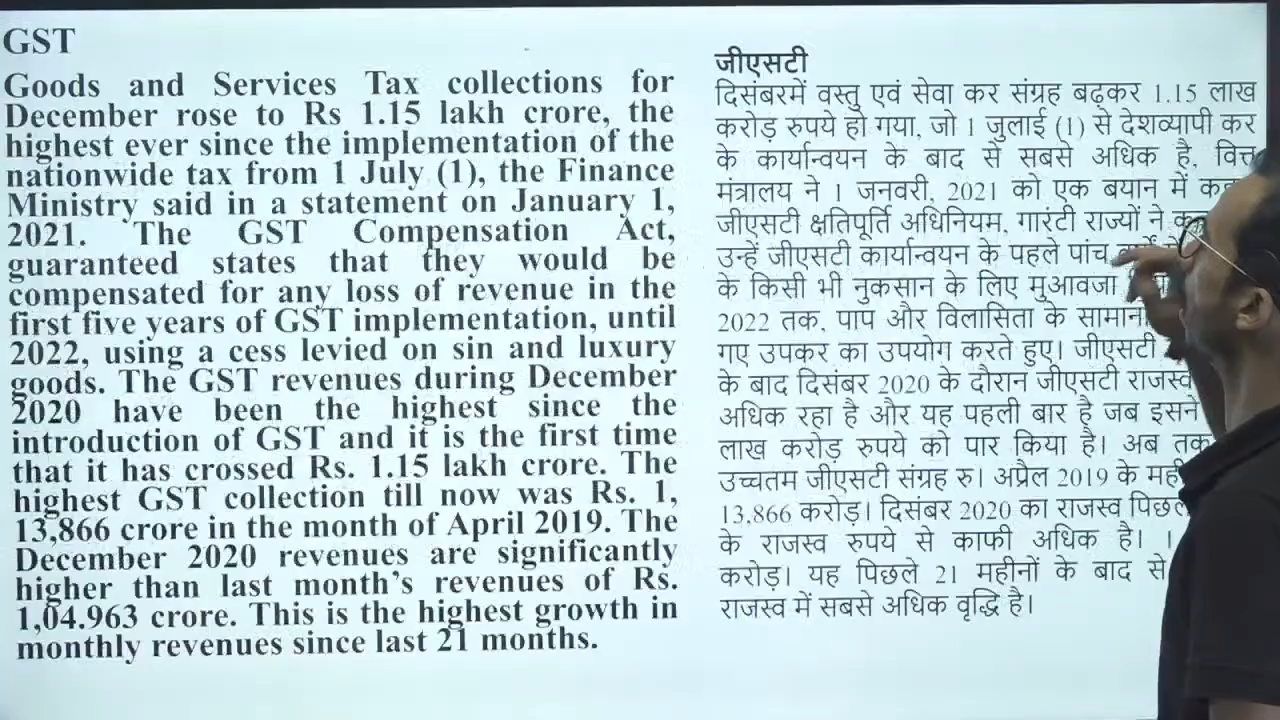 GST
Goods and Services Tax collections for
December rose to Rs 1.15 lakh crore, the
highest ever since the implementation of the
nationwide tax from 1 July (1), the Finance
Ministry said in a statement on January 1,
2021. The GST Compensation Act,
guaranteed states that they would be
compensated for any loss of revenue in the
first five years of GST implementation, until
2022, using a cess levied on sin and luxury
goods. The GST revenues during December
2020 have been the highest since the
introduction of GST and it is the first time
that it has crossed Rs. 1.15 lakh crore. The
highest GST collection till now was Rs. 1,
13,866 crore in the month of April 2019. The
December 2020 revenues are significantly
higher than last month's revenues of Rs.
1,04.963 crore. This is the highest growth in
monthly revenues since last 21 months.
जीएसटी
दिसंबरमें वस्तु एवं सेवा कर संग्रह बढ़कर 1.15 लाख
करोड़ रुपये हो गया, जो 1 जुलाई (1) से देशव्यापी कर
के कार्यान्वयन के बाद से सबसे अधिक है, वित्त
मंत्रालय ने 1 जनवरी, 2021 को एक बयान में
जीएसटी क्षतिपूर्ति अधिनियम, गारंटी राज्यों ने
उन्हें जीएसटी कार्यान्वयन के पहले पांच
के किसी भी नुकसान के लिए मुआवजा
2022 तक, पाप और विलासिता के
गए उपकर का उपयोग करते हुए। जीएसटी
के बाद दिसंबर 2020 के दौरान जीएसटी
अधिक रहा है और यह पहली बार है जब इसने
लाख करोड़ रुपये को पार किया है। अब तक
उच्चतम जीएसटी संग्रह रु। अप्रैल 2019 के
13,866 करोड़। दिसंबर 2020 का राजस्व
के राजस्व रुपये से काफी अधिक है। ।
करोड़। यह पिछले 21 महीनों के बाद से
राजस्व में सबसे अधिक वृद्धि है।